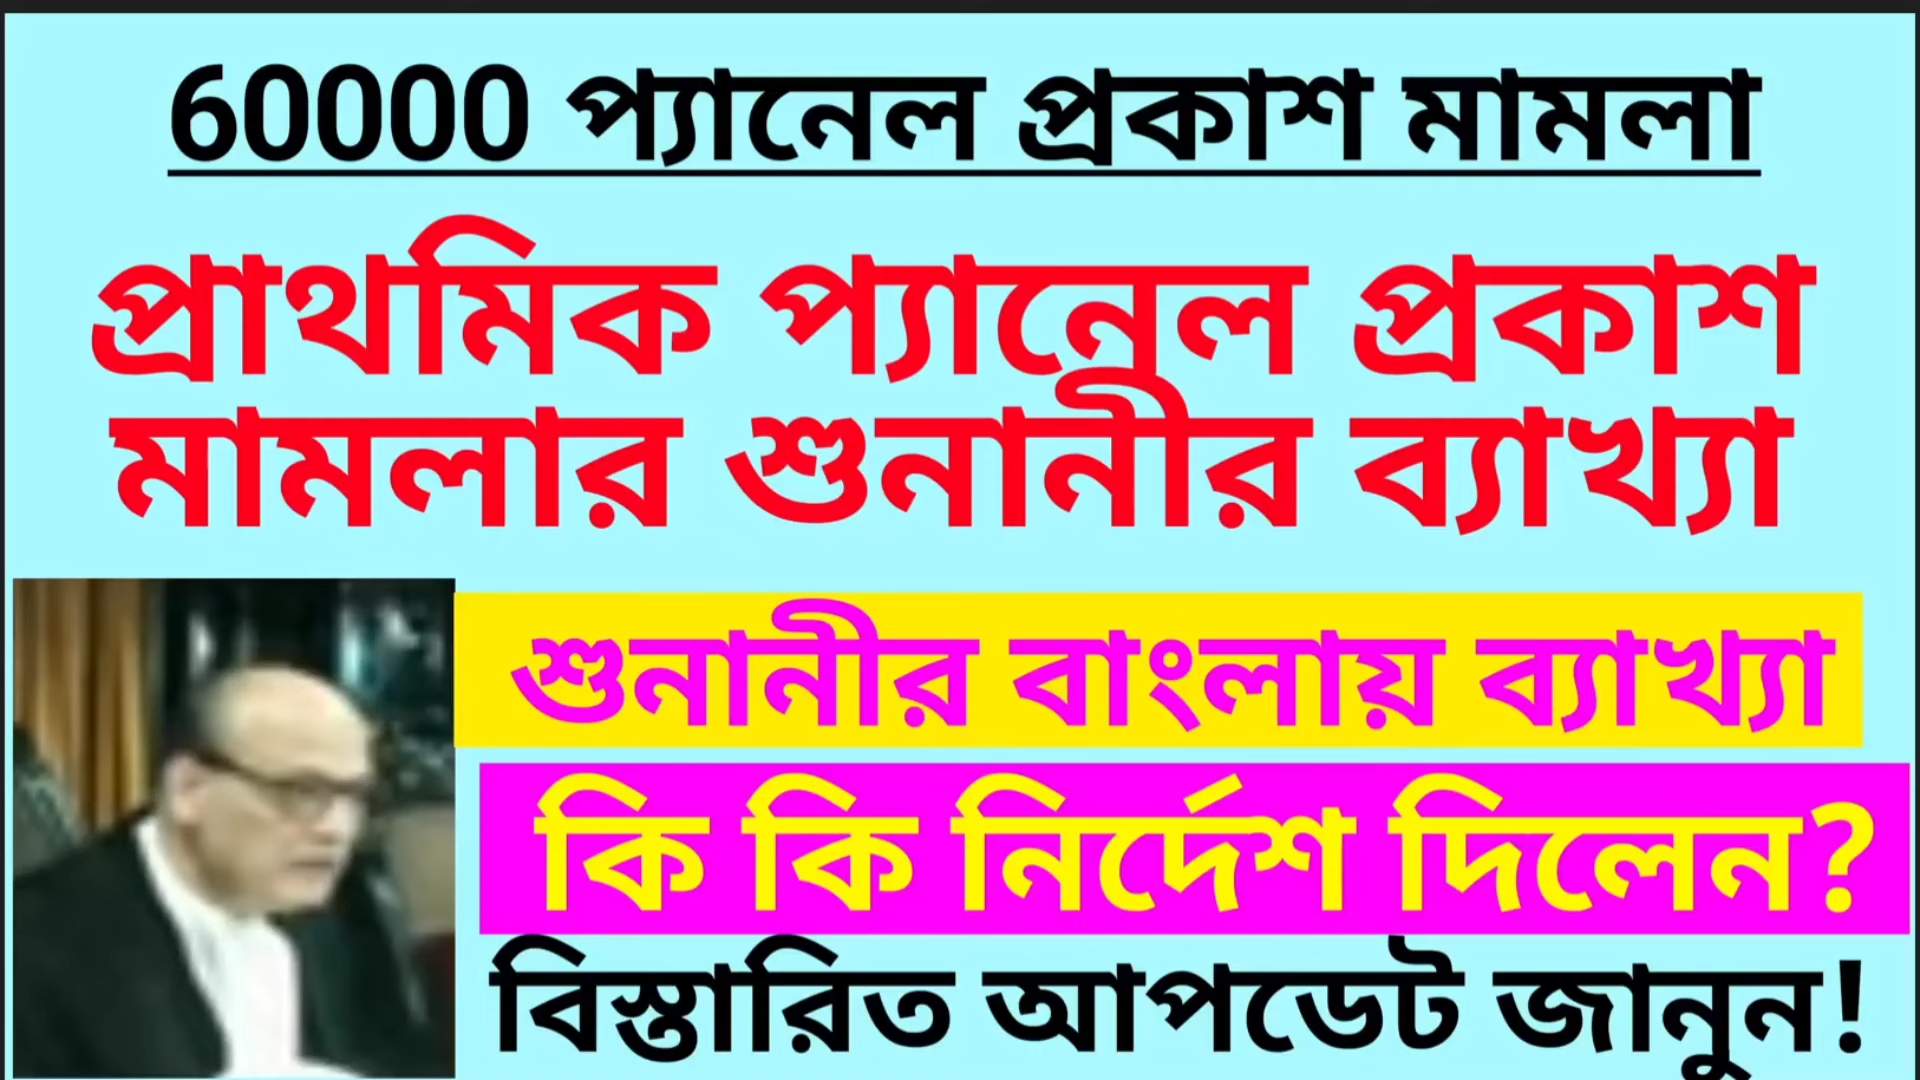 60000 প্যানেল প্রকাশ মামলা
প্রাথমিক প্যানেল প্রকাশ
মামলার শুনানীর ব্যাখ্যা
শুনানীর বাংলায় ব্যাখ্যা
কি কি নির্দেশ দিলেন?
বিস্তারিত আপডেট জানুন!